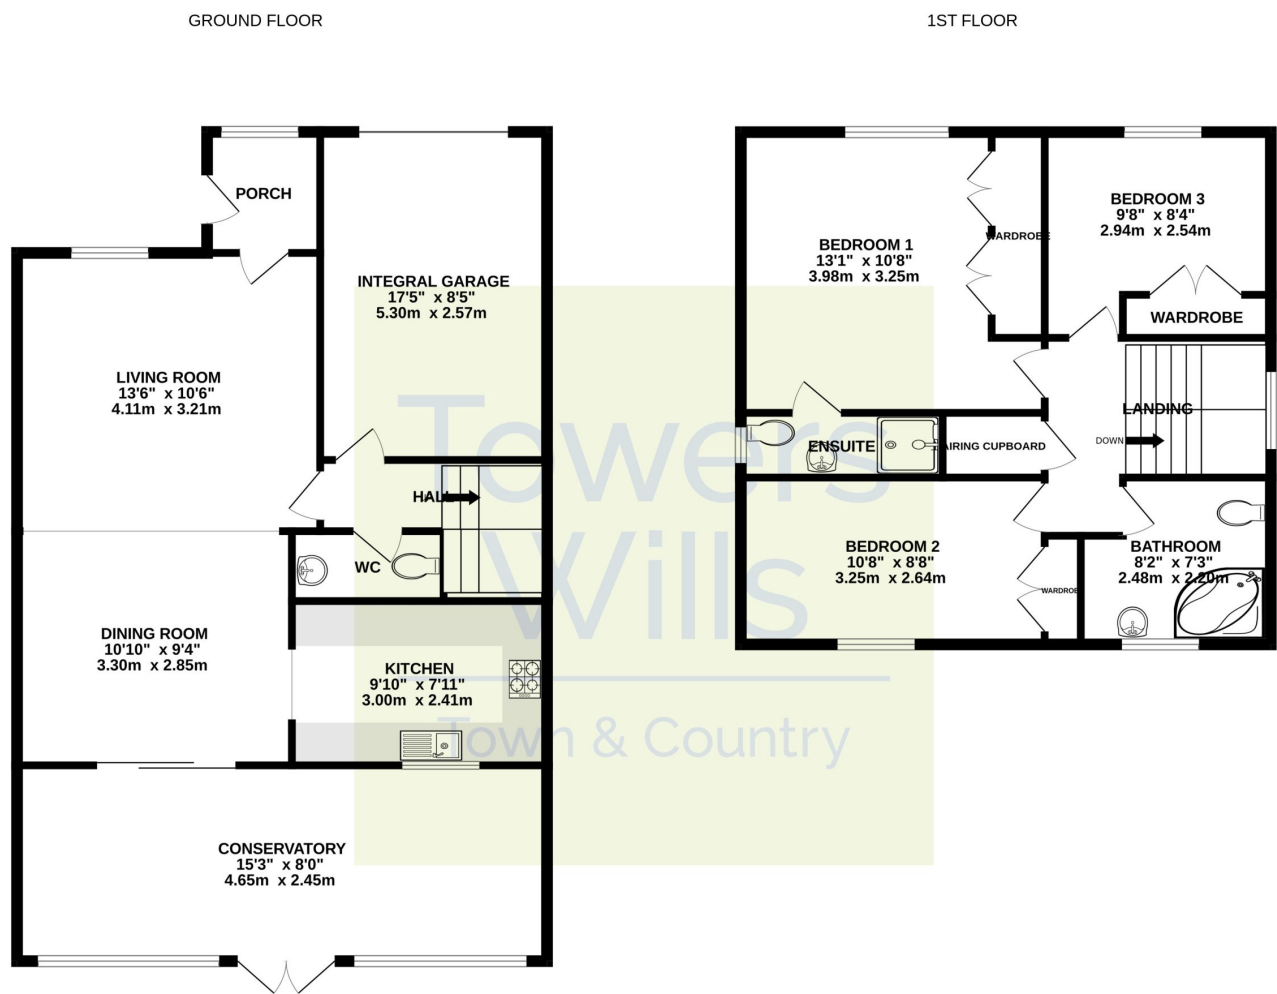 GROUND FLOOR
1ST FLOOR
PORCH
INTEGRAL GARAGE
17'5" x 8'5"
5.30m x 2.57m
LIVING ROOM
13'6" x 10'6"
4.11m x 3.21m
HALL
WC
DINING ROOM
10'10" x 9'4"
3.30m x 2.85m
KITCHEN
9'10" x 7'11"
3.00m x 2.41m
CONSERVATORY
15'3" x 8'0"
4.65m x 2.45m
BEDROOM 1
13'1" x 10'8"
3.98m x 3.25m
WARDROBE
BEDROOM 3
9'8" x 8'4"
2.94m x 2.54m
WARDROBE
LANDING
DOWN
ENSUITE
AIRING CUPBOARD
BEDROOM 2
10'8" x 8'8"
3.25m x 2.64m
WARDROBE
BATHROOM
8'2" x 7'3"
2.48m x 2.20m
Towers
Wills
Town & Country